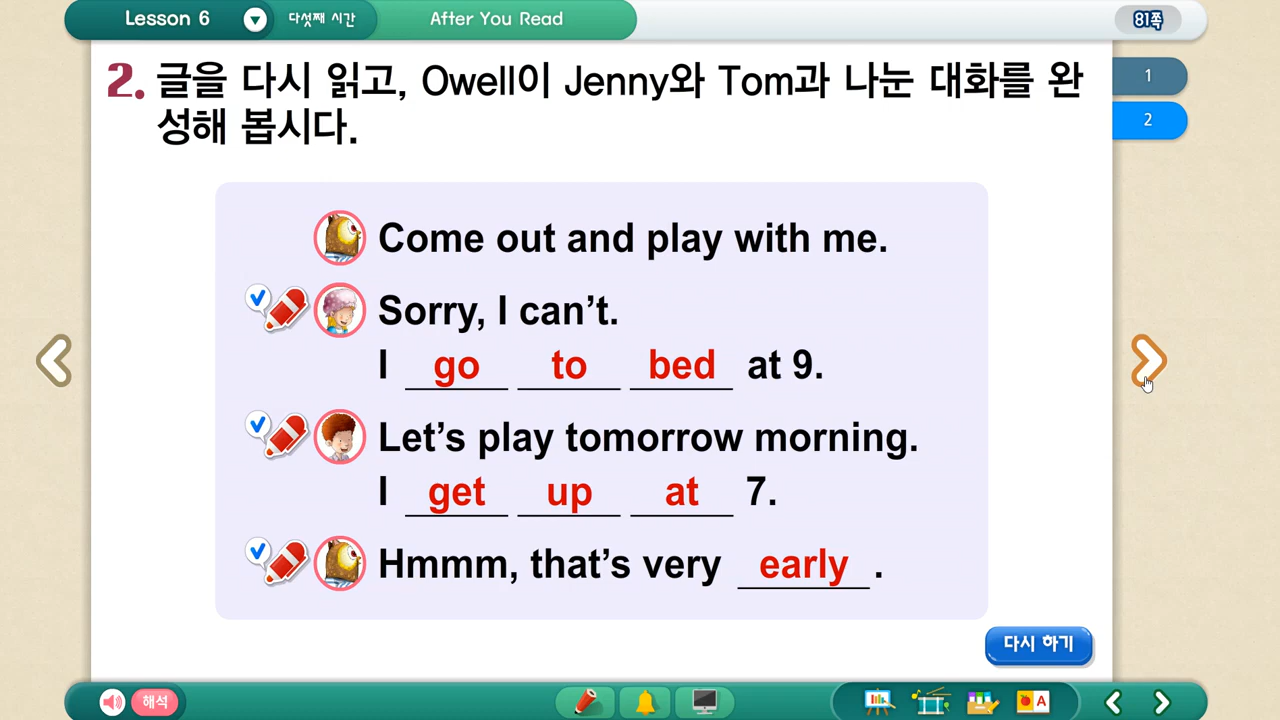 Lesson 6 다섯째 시간 After You Read 81쪽
1
2
2. 글을 다시 읽고, Owell이 Jenny와 Tom과 나눈 대화를 완
성해 봅시다.
Come out and play with me.
Sorry, I can't.
I go to bed at 9.
Let's play tomorrow morning.
I get up at 7.
Hmmm, that's very early.
다시 하기
해석
A